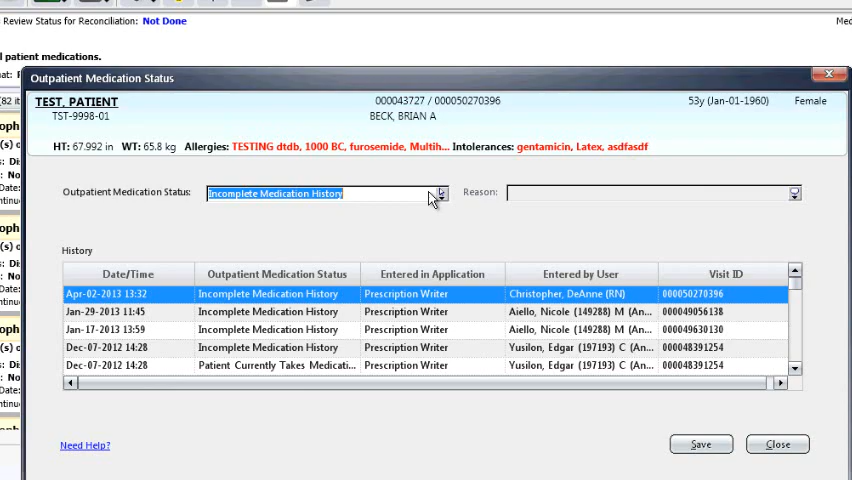 Review Status for Reconciliation: Not Done
l patient medications.
Outpatient Medication Status
TEST, PATIENT 000043727 / 000050270396 53y (Jan-01-1960) Female
TST-9998-01 BECK, BRIAN A
HT: 67.992 in WT: 65.8 kg Allergies: TESTING dtdb, 1000 BC, furosemide, Multih... Intolerances: gentamicin, Latex, asdfasdf
Outpatient Medication Status: Incomplete Medication History Reason:
History
Date/Time Outpatient Medication Status Entered in Application Entered by User Visit ID
Apr-02-2013 13:32 Incomplete Medication History Prescription Writer Christopher, DeAnne (RN) 000050270396
Jan-29-2013 11:45 Incomplete Medication History Prescription Writer Aiello, Nicole (149288) M (An... 000049056138
Jan-17-2013 13:59 Incomplete Medication History Prescription Writer Aiello, Nicole (149288) M (An... 000049630130
Dec-07-2012 14:28 Incomplete Medication History Prescription Writer Yusilon, Edgar (197193) C (An... 000048391254
Dec-07-2012 14:28 Patient Currently Takes Medicati... Prescription Writer Yusilon, Edgar (197193) C (An... 000048391254
Need Help? Save Close